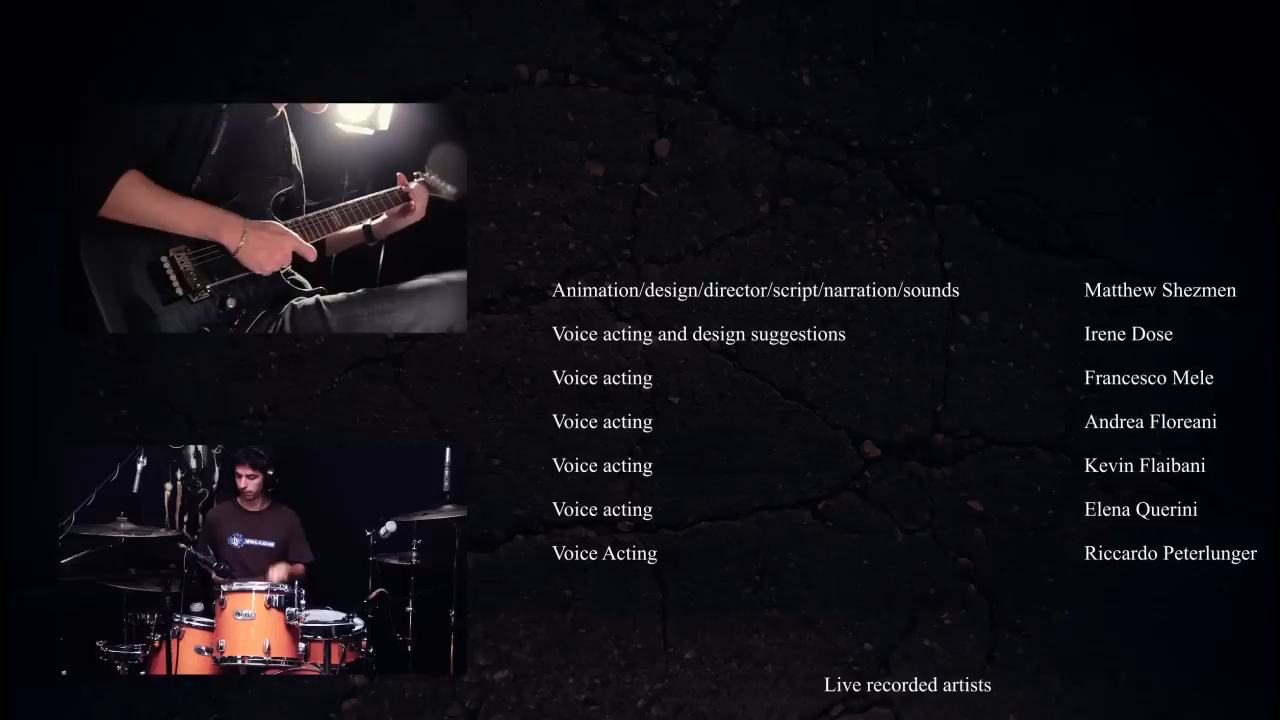 Animation/design/director/script/narration/sounds Matthew Shezmen
Voice acting and design suggestions Irene Dose
Voice acting Francesco Mele
Voice acting Andrea Floreani
Voice acting Kevin Flaibani
Voice acting Elena Querini
Voice Acting Riccardo Peterlunger
Live recorded artists